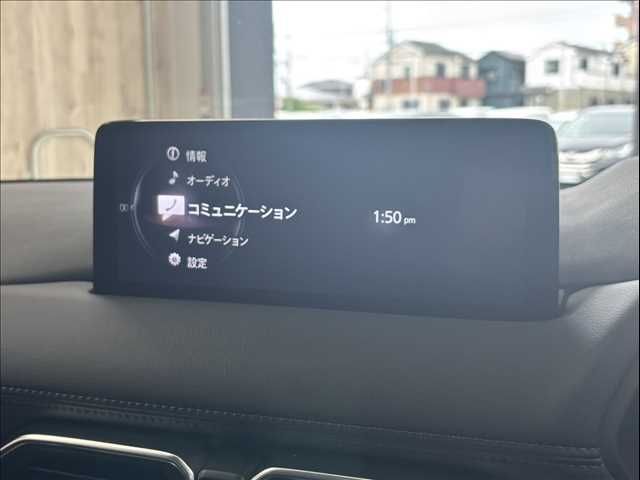 情報
オーディオ
コミュニケーション
1:50 pm
ナビゲーション
設定